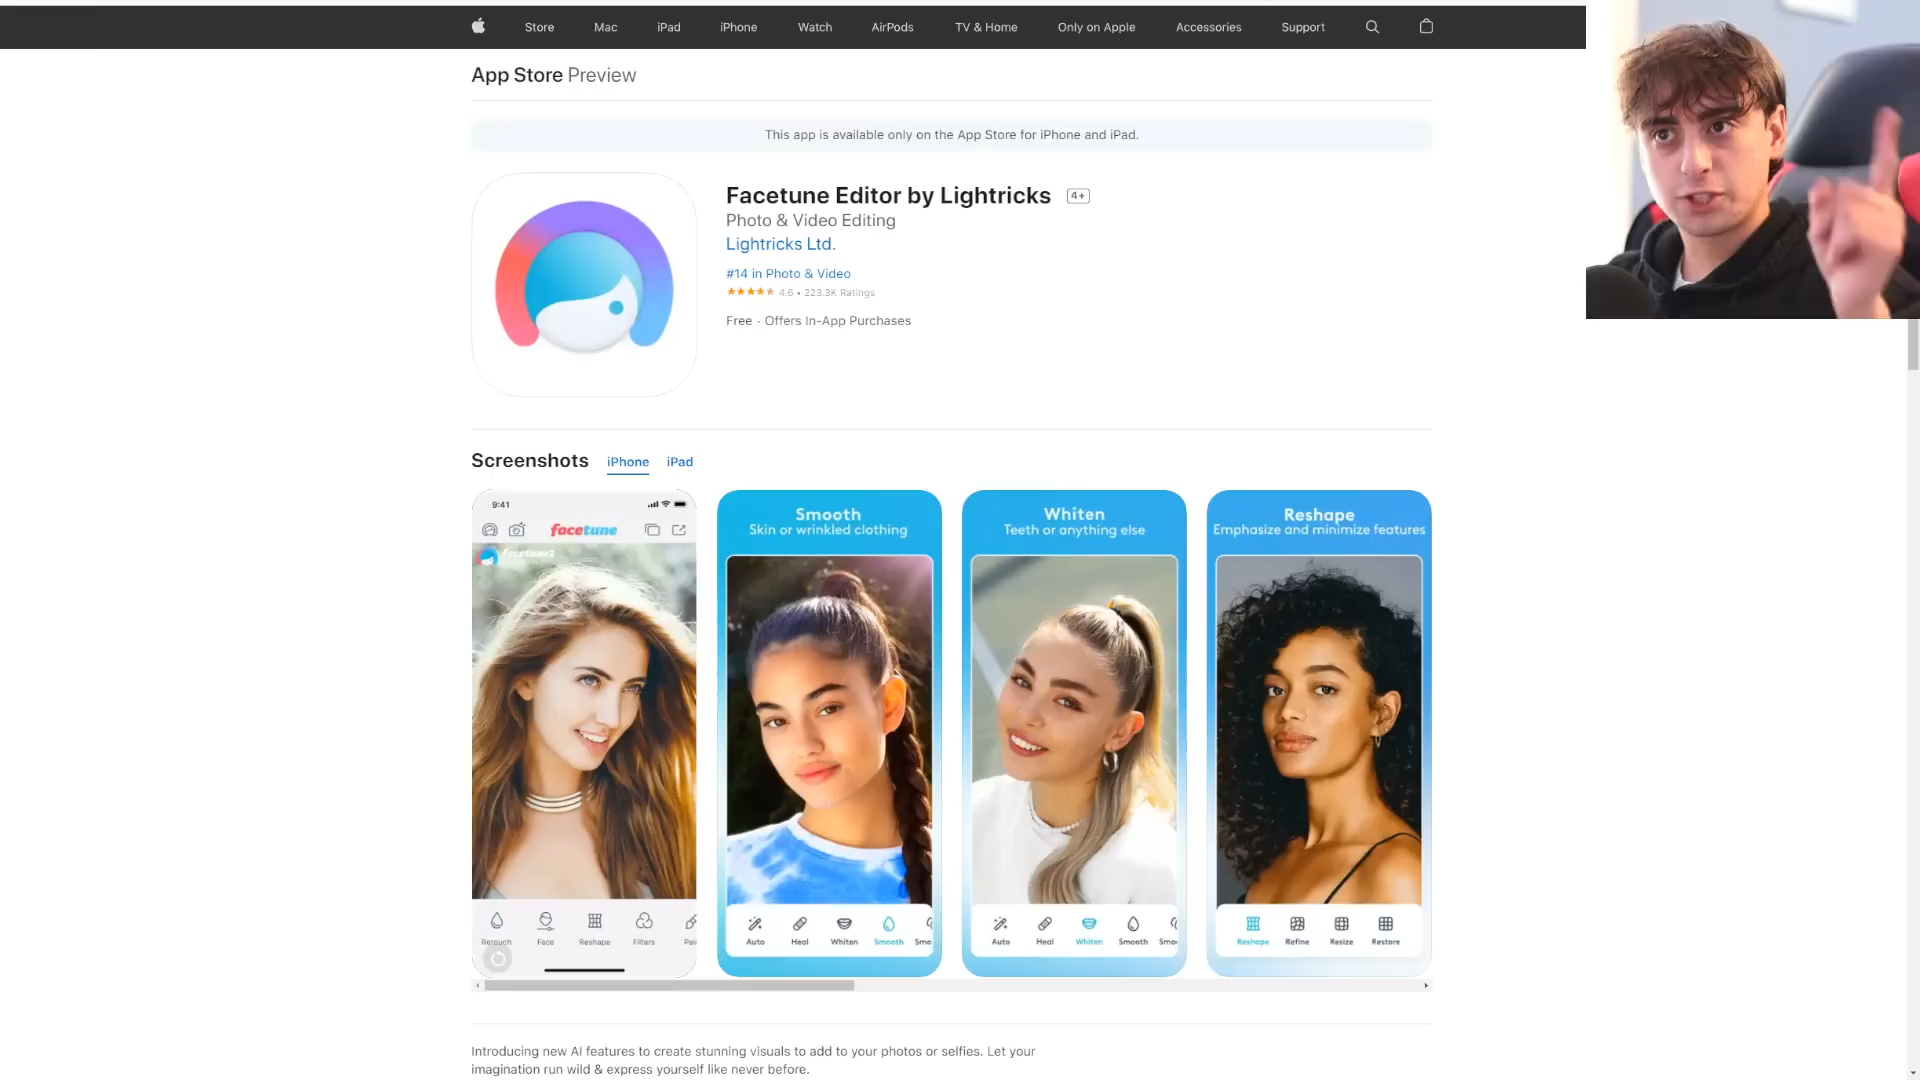 Store Mac iPad iPhone Watch AirPods TV & Home Only on Apple Accessories Support
App Store Preview
This app is available only on the App Store for iPhone and iPad.
Facetune Editor by Lightricks 4+
Photo & Video Editing
Lightricks Ltd.
#14 in Photo & Video
4.6 • 223.3K Ratings
Free · Offers In-App Purchases
Screenshots iPhone iPad
9:41
facetune
facetune2
Retouch Face Reshape Filters Pai
Smooth
Skin or wrinkled clothing
Auto Heal Whiten Smooth Smo
Whiten
Teeth or anything else
Auto Heal Whiten Smooth Smo
Reshape
Emphasize and minimize features
Reshape Refine Resize Restore
Introducing new AI features to create stunning visuals to add to your photos or selfies. Let your
imagination run wild & express yourself like never before.